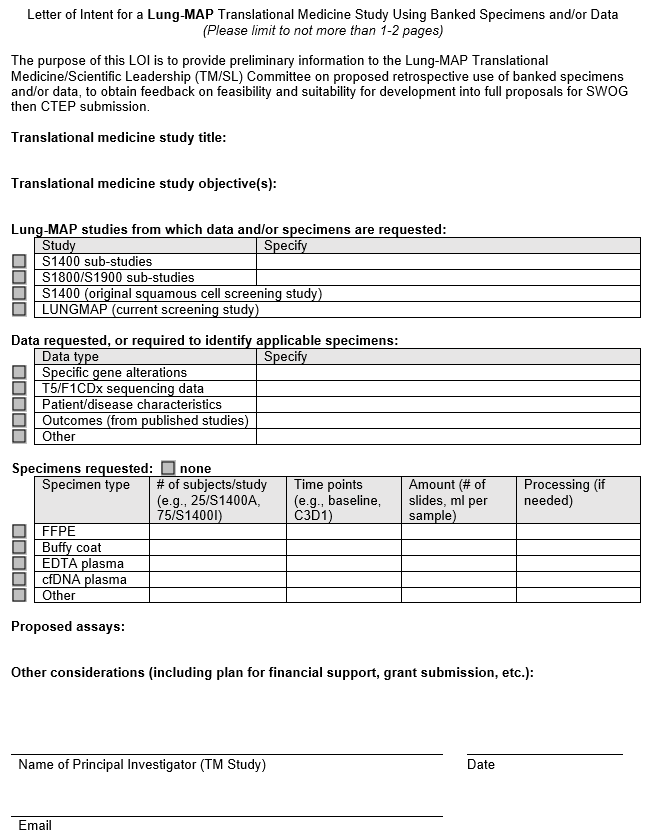 Letter of Intent for a Lung-MAP Translational Medicine Study Using Banked Specimens and/or Data
(Please limit to not more than 1-2 pages)
The purpose of this LOI is to provide preliminary information to the Lung-MAP Translational
Medicine/Scientific Leadership (TM/SL) Committee on proposed retrospective use of banked specimens
and/or data, to obtain feedback on feasibility and suitability for development into full proposals for SWOG
then CTEP submission.
Translational medicine study title:
Translational medicine study objective(s):
Lung-MAP studies from which data and/or specimens are requested:
Study Specify
S1400 sub-studies
S1800/S1900 sub-studies
S1400 (original squamous cell screening study)
LUNGMAP (current screening study)
Data requested, or required to identify applicable specimens:
Data type Specify
Specific gene alterations
T5/F1CDx sequencing data
Patient/disease characteristics
Outcomes (from published studies)
Other
Specimens requested: none
Specimen type # of subjects/study Time points Amount (# of Processing (if
(e.g., 25/S1400A, (e.g., baseline, slides, ml per needed)
75/S1400I) C3D1) sample)
FFPE
Buffy coat
EDTA plasma
cfDNA plasma
Other
Proposed assays:
Other considerations (including plan for financial support, grant submission, etc.):
Name of Principal Investigator (TM Study) Date
Email